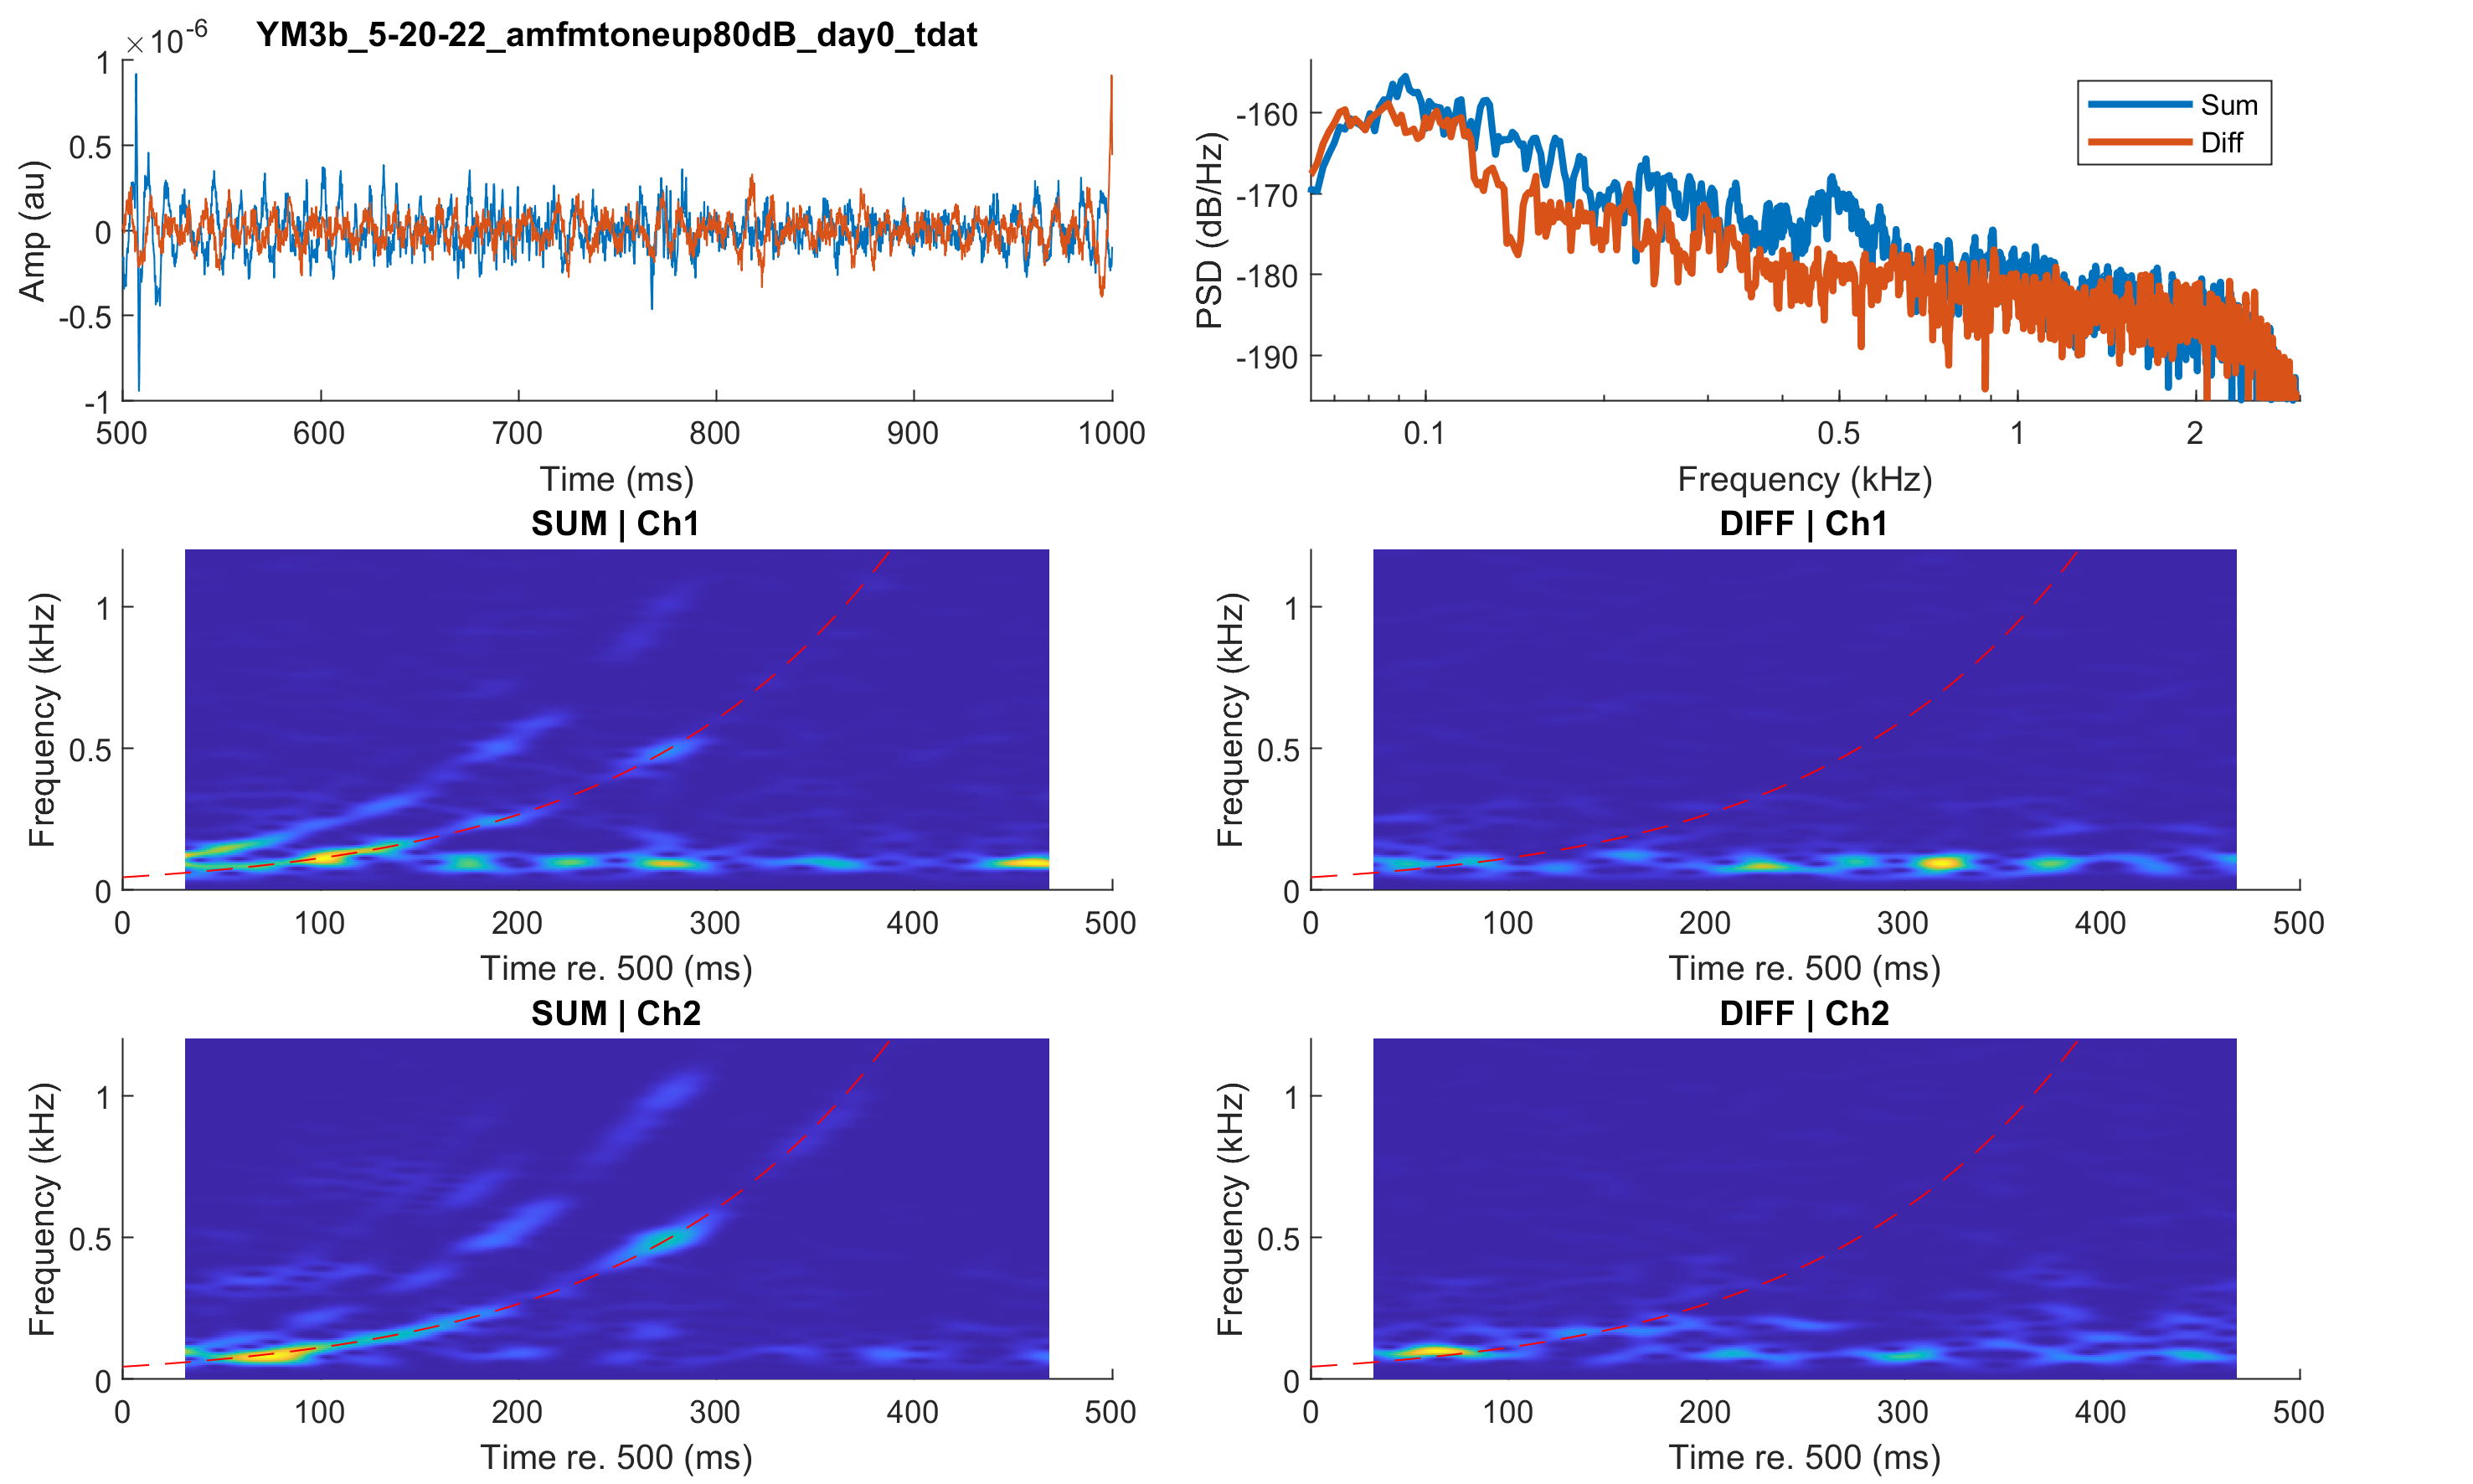 YM3b_5-20-22_amfmtoneup80dB_day0_tdat
×10-6
1
0.5
0
-0.5
-1
Amp (au)
500 600 700 800 900 1000
Time (ms)
Sum
Diff
-160
-170
-180
-190
PSD (dB/Hz)
0.1 0.5 1 2
Frequency (kHz)
SUM | Ch1
1
0.5
0
Frequency (kHz)
0 100 200 300 400 500
Time re. 500 (ms)
DIFF | Ch1
1
0.5
0
Frequency (kHz)
0 100 200 300 400 500
Time re. 500 (ms)
SUM | Ch2
1
0.5
0
Frequency (kHz)
0 100 200 300 400 500
Time re. 500 (ms)
DIFF | Ch2
1
0.5
0
Frequency (kHz)
0 100 200 300 400 500
Time re. 500 (ms)